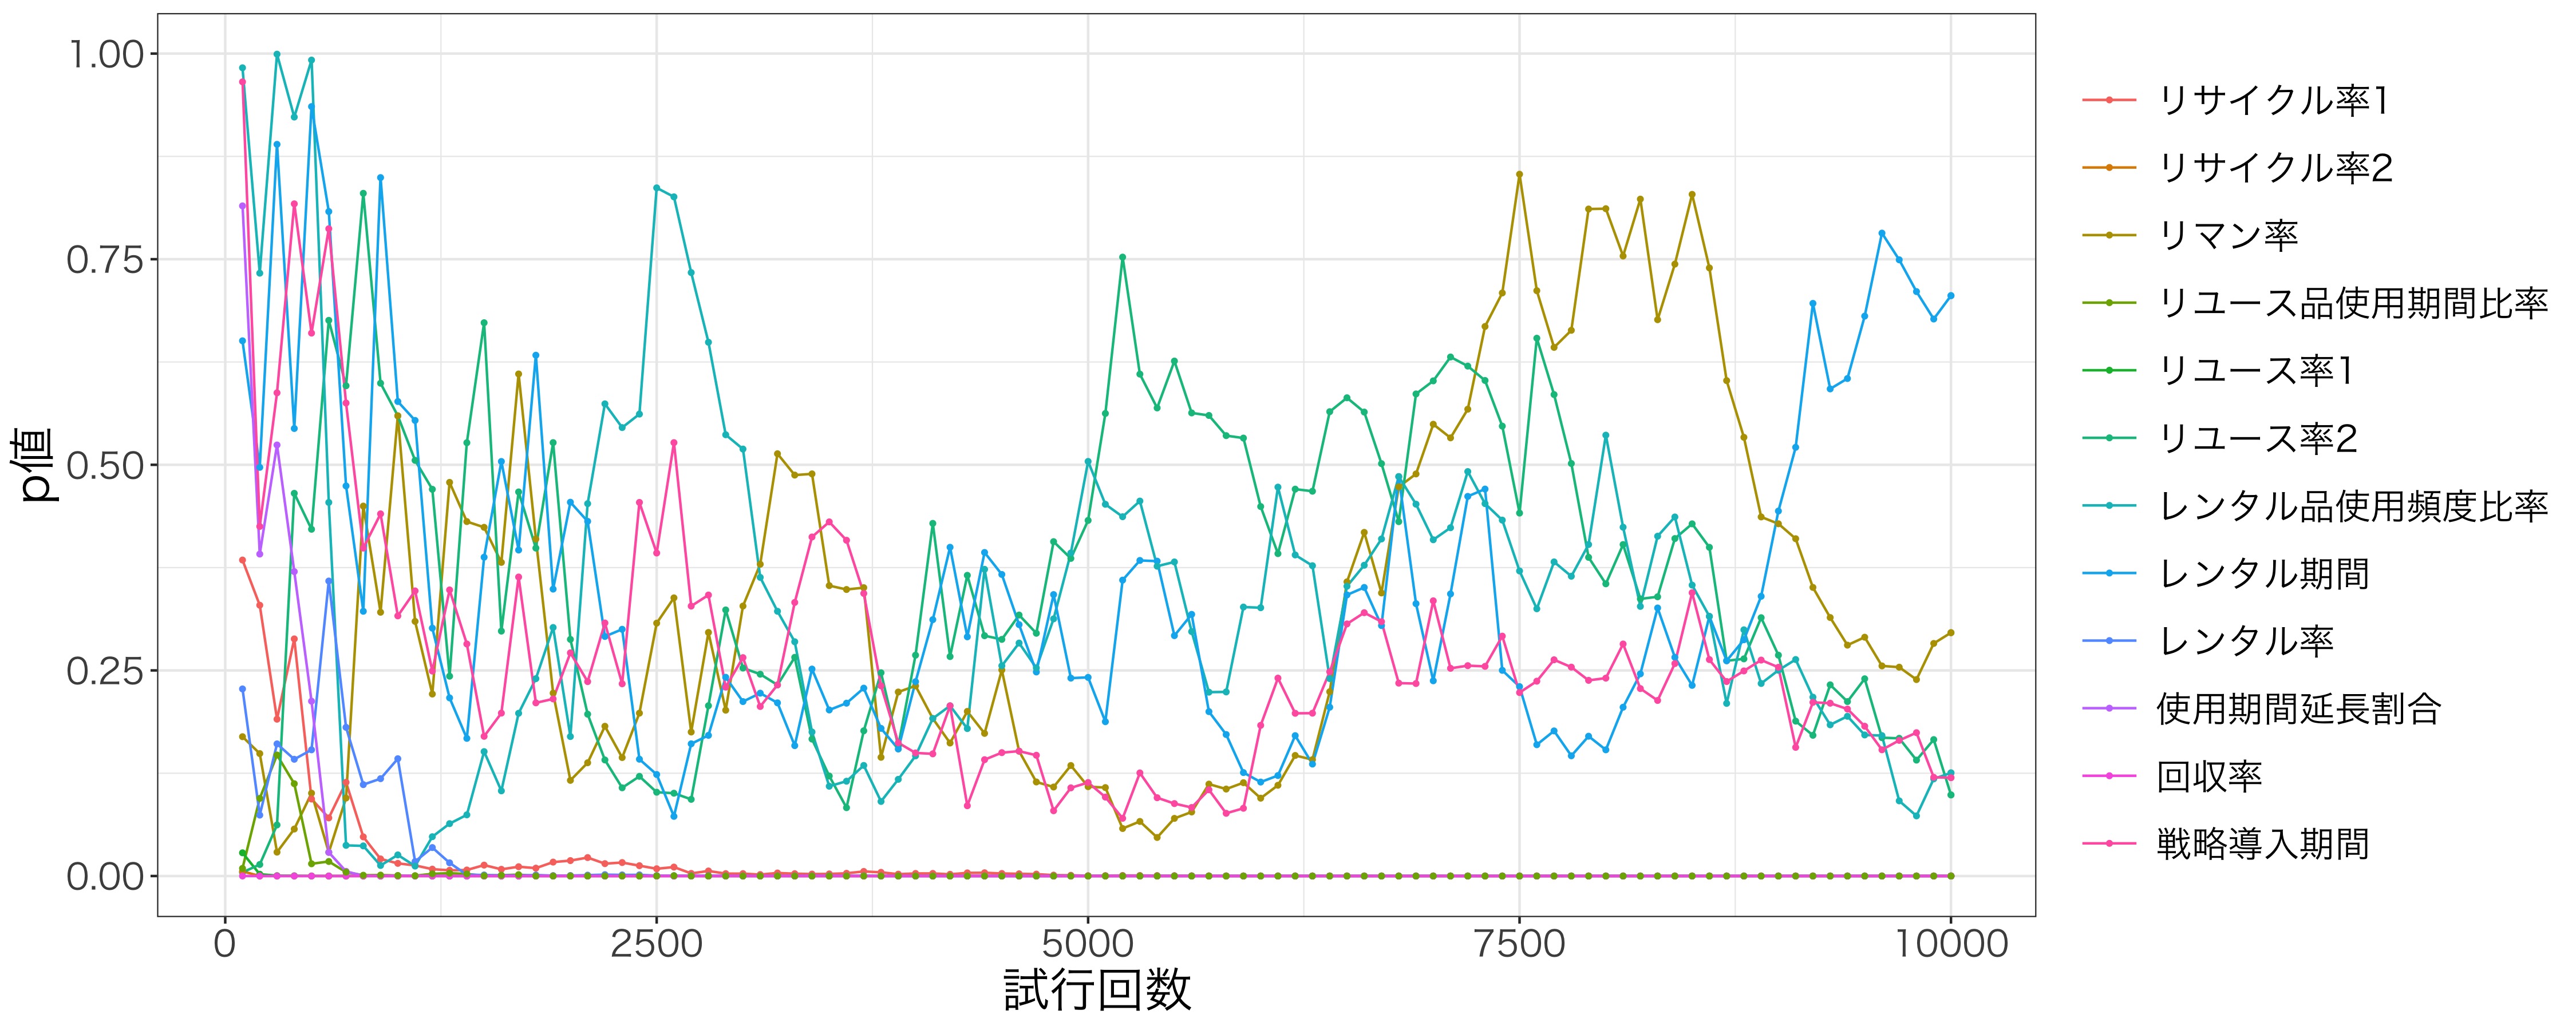 1.00
0.75
0.50
0.25
0.00
p値
0
2500
5000
7500
10000
試行回数
リサイクル率1
リサイクル率2
リマン率
リユース品使用期間比率
リユース率1
リユース率2
レンタル品使用頻度比率
レンタル期間
レンタル率
使用期間延長割合
回収率
戦略導入期間